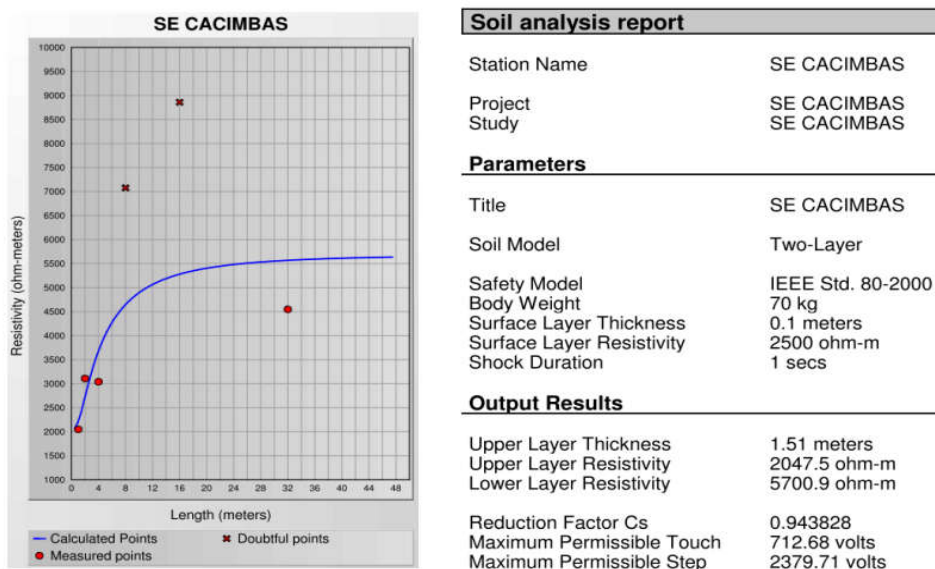 SE CACIMBAS
Resistivity (ohm-meters)
10000
9500
9000
8500
8000
7500
7000
6500
6000
5500
5000
4500
4000
3500
3000
2500
2000
1500
1000
0 4 8 12 16 20 24 28 32 36 40 44 48
Length (meters)
Calculated Points
Doubtful points
Measured points
Soil analysis report
Station Name SE CACIMBAS
Project SE CACIMBAS
Study SE CACIMBAS
Parameters
Title SE CACIMBAS
Soil Model Two-Layer
Safety Model IEEE Std. 80-2000
Body Weight 70 kg
Surface Layer Thickness 0.1 meters
Surface Layer Resistivity 2500 ohm-m
Shock Duration 1 secs
Output Results
Upper Layer Thickness 1.51 meters
Upper Layer Resistivity 2047.5 ohm-m
Lower Layer Resistivity 5700.9 ohm-m
Reduction Factor Cs 0.943828
Maximum Permissible Touch 712.68 volts
Maximum Permissible Step 2379.71 volts